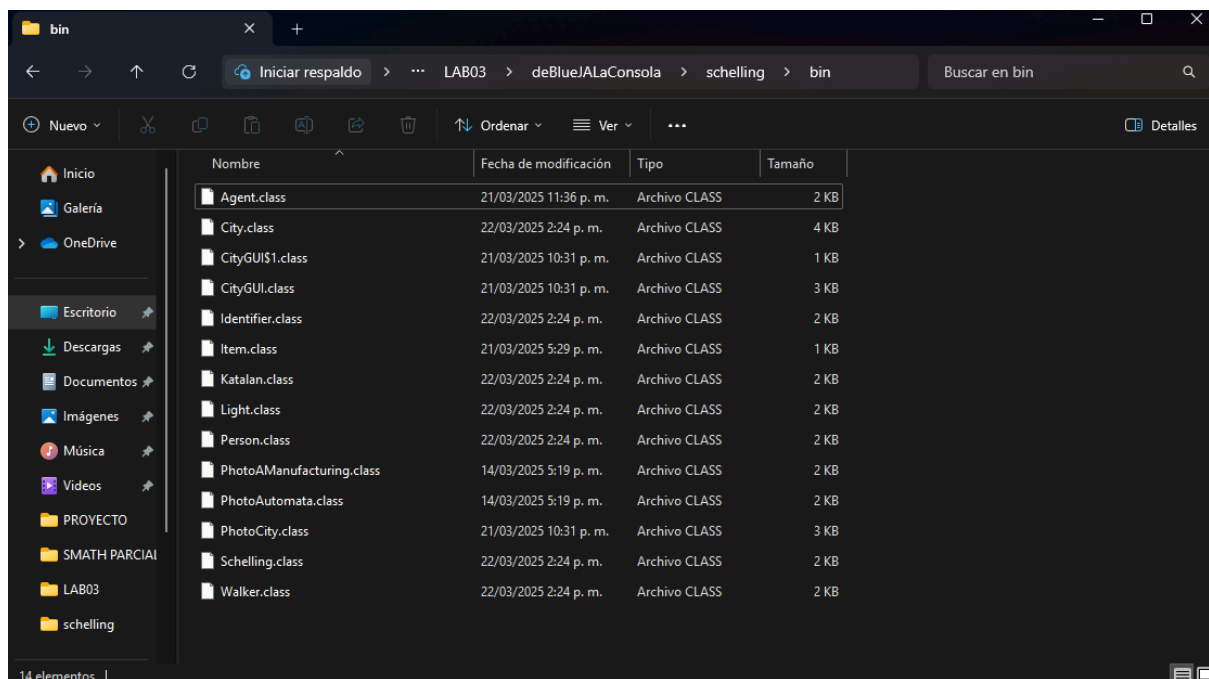 bin
Iniciar respaldo > ... LAB03 > deBlueJALaConsola > schelling > bin
Buscar en bin
Nuevo
Ordenar
Ver
Detalles
Inicio
Galería
OneDrive
Escritorio
Descargas
Documentos
Imágenes
Música
Videos
PROYECTO
SMATH PARCIAL
LAB03
schelling
Nombre Fecha de modificación Tipo Tamaño
Agent.class 21/03/2025 11:36 p. m. Archivo CLASS 2 KB
City.class 22/03/2025 2:24 p. m. Archivo CLASS 4 KB
CityGUI$1.class 21/03/2025 10:31 p. m. Archivo CLASS 1 KB
CityGUI.class 21/03/2025 10:31 p. m. Archivo CLASS 3 KB
Identifier.class 22/03/2025 2:24 p. m. Archivo CLASS 2 KB
Item.class 21/03/2025 5:29 p. m. Archivo CLASS 1 KB
Katalan.class 22/03/2025 2:24 p. m. Archivo CLASS 2 KB
Light.class 22/03/2025 2:24 p. m. Archivo CLASS 2 KB
Person.class 22/03/2025 2:24 p. m. Archivo CLASS 2 KB
PhotoAManufacturing.class 14/03/2025 5:19 p. m. Archivo CLASS 2 KB
PhotoAutomata.class 14/03/2025 5:19 p. m. Archivo CLASS 2 KB
PhotoCity.class 21/03/2025 10:31 p. m. Archivo CLASS 3 KB
Schelling.class 22/03/2025 2:24 p. m. Archivo CLASS 2 KB
Walker.class 22/03/2025 2:24 p. m. Archivo CLASS 2 KB
14 elementos